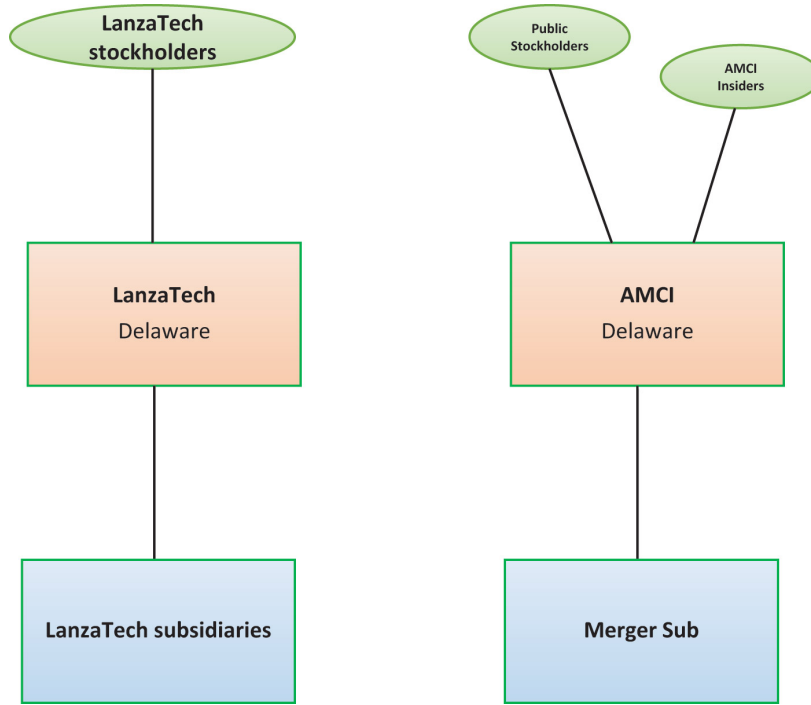 LanzaTech
stockholders
Public
Stockholders
AMCI
Insiders
LanzaTech
Delaware
AMCI
Delaware
LanzaTech subsidiaries
Merger Sub